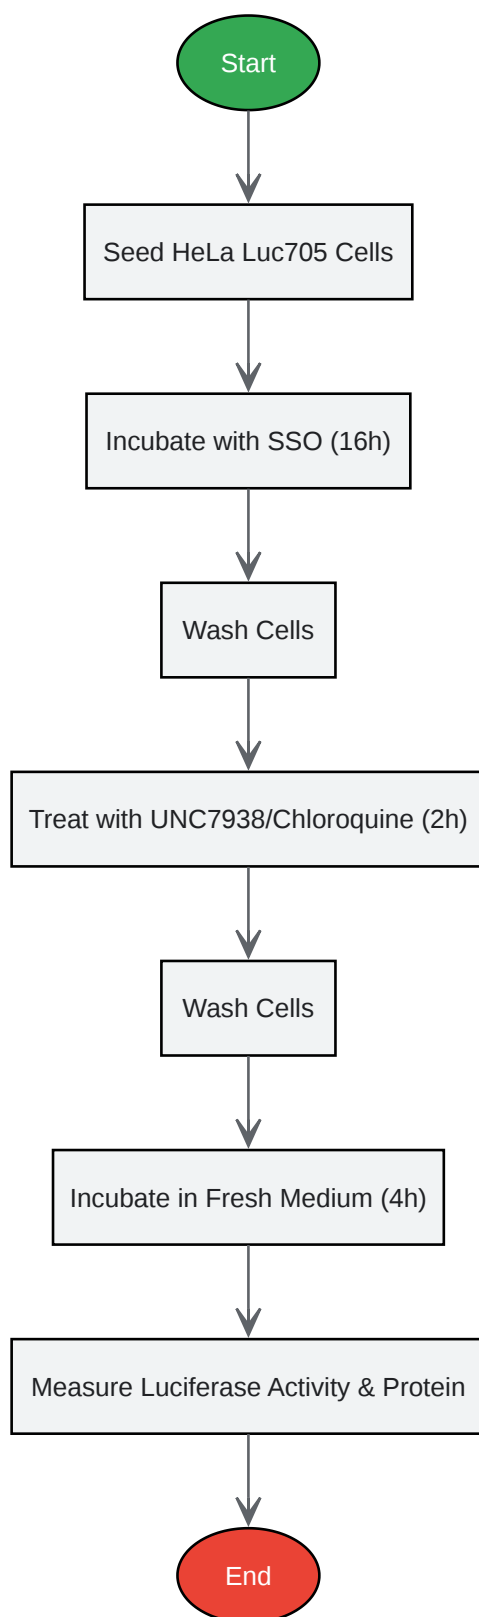 Start
Seed HeLa Luc705 Cells
Incubate with SSO (16h)
Wash Cells
Treat with UNC7938/Chloroquine (2h)
Wash Cells
Incubate in Fresh Medium (4h)
Measure Luciferase Activity & Protein
End